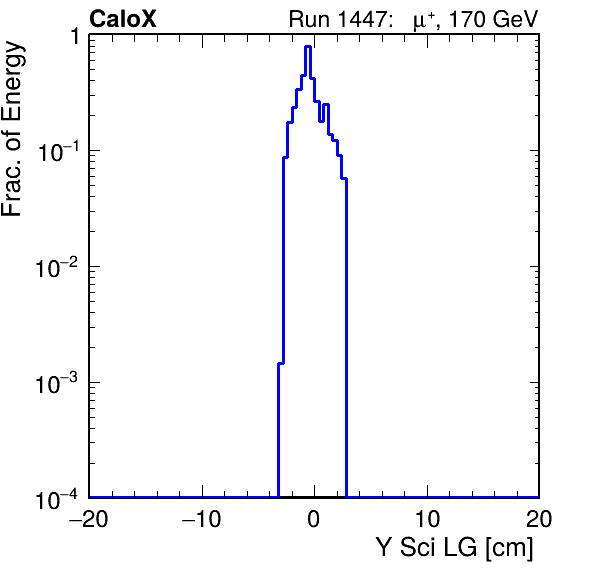 CaloX Run 1447: μ⁺, 170 GeV
Frac. of Energy
1
10⁻¹
10⁻²
10⁻³
10⁻⁴
−20 −10 0 10 20
Y Sci LG [cm]